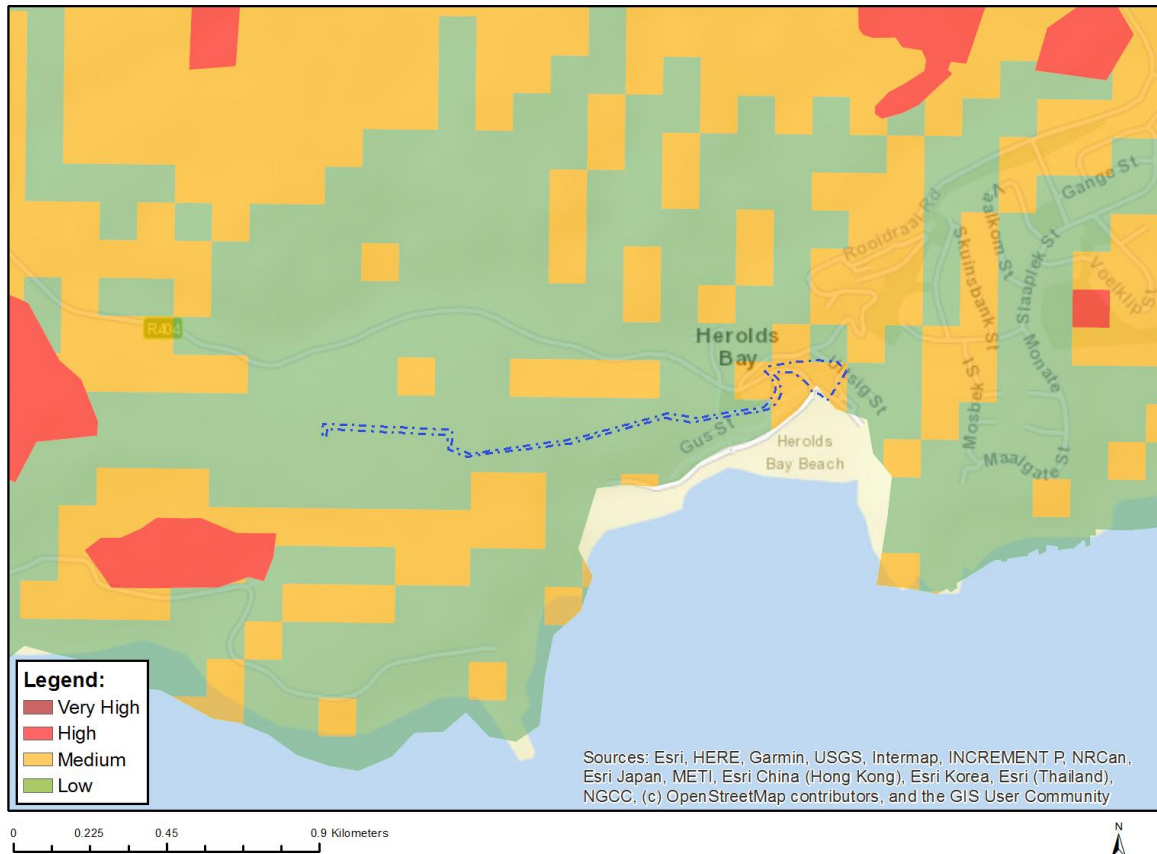 Gange St
Vaalkom St
Rooidraai Rd
Skuinsbank St
Slaaplek St
Voelklip St
R404
Herolds
Bay
Uitsig St
Monate
Mosbek St
Gus St
Herolds
Bay Beach
Maalgate St
Legend:
Very High
High
Medium
Low
Sources: Esri, HERE, Garmin, USGS, Intermap, INCREMENT P, NRCan,
Esri Japan, METI, Esri China (Hong Kong), Esri Korea, Esri (Thailand),
NGCC, (c) OpenStreetMap contributors, and the GIS User Community
0 0.225 0.45 0.9 Kilometers
N